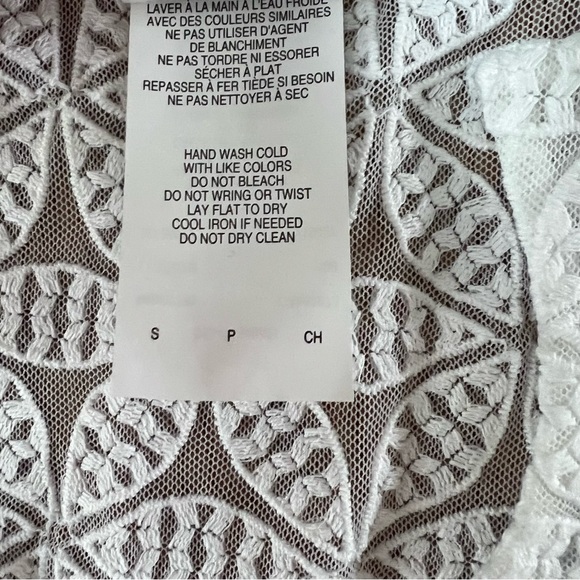 LAVER À LA MAIN À L'EAU FROIDE
AVEC DES COULEURS SIMILAIRES
NE PAS UTILISER D'AGENT
DE BLANCHIMENT
NE PAS TORDRE NI ESSORER
SÉCHER À PLAT
REPASSER À FER TIÈDE SI BESOIN
NE PAS NETTOYER À SEC
HAND WASH COLD
WITH LIKE COLORS
DO NOT BLEACH
DO NOT WRING OR TWIST
LAY FLAT TO DRY
COOL IRON IF NEEDED
DO NOT DRY CLEAN
S P CH